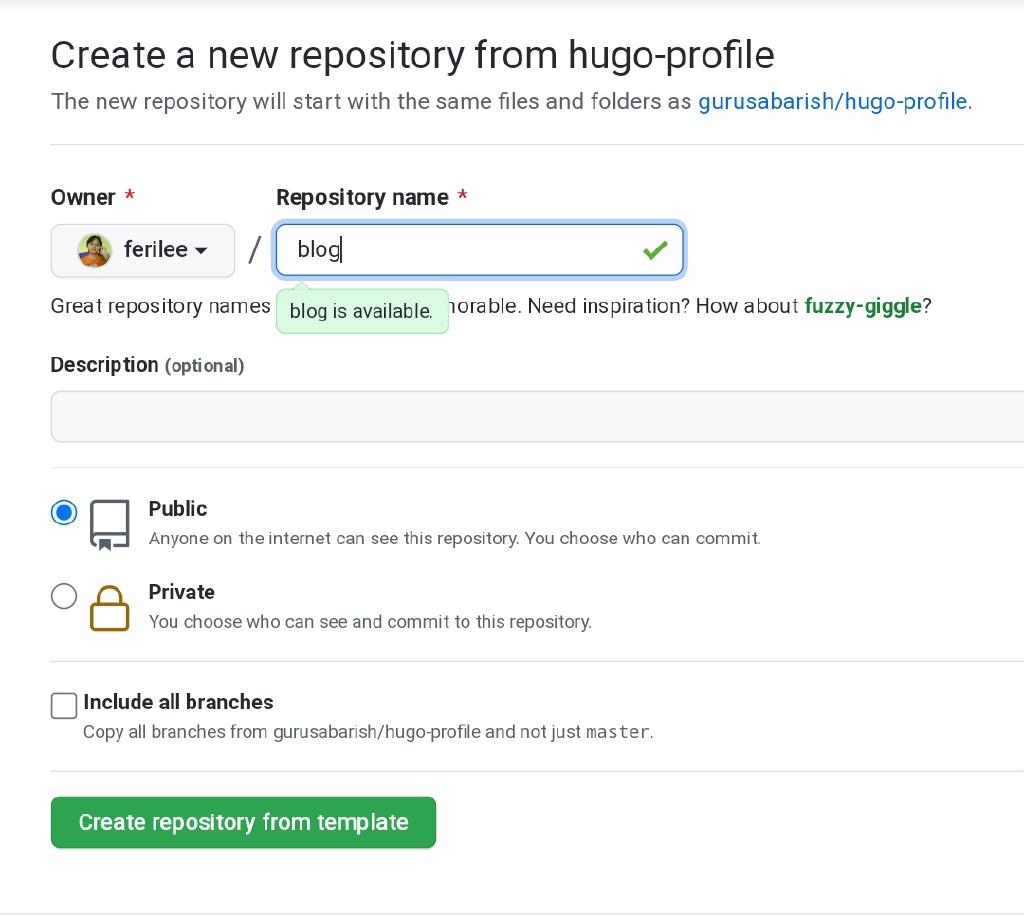 Create a new repository from hugo-profile
The new repository will start with the same files and folders as gurusabarish/hugo-profile.
Owner *
Repository name *
ferilee
/
blog
Great repository names
blog is available.
orable. Need inspiration? How about fuzzy-giggle?
Description (optional)
Public
Anyone on the internet can see this repository. You choose who can commit.
Private
You choose who can see and commit to this repository.
Include all branches
Copy all branches from gurusabarish/hugo-profile and not just master.
Create repository from template